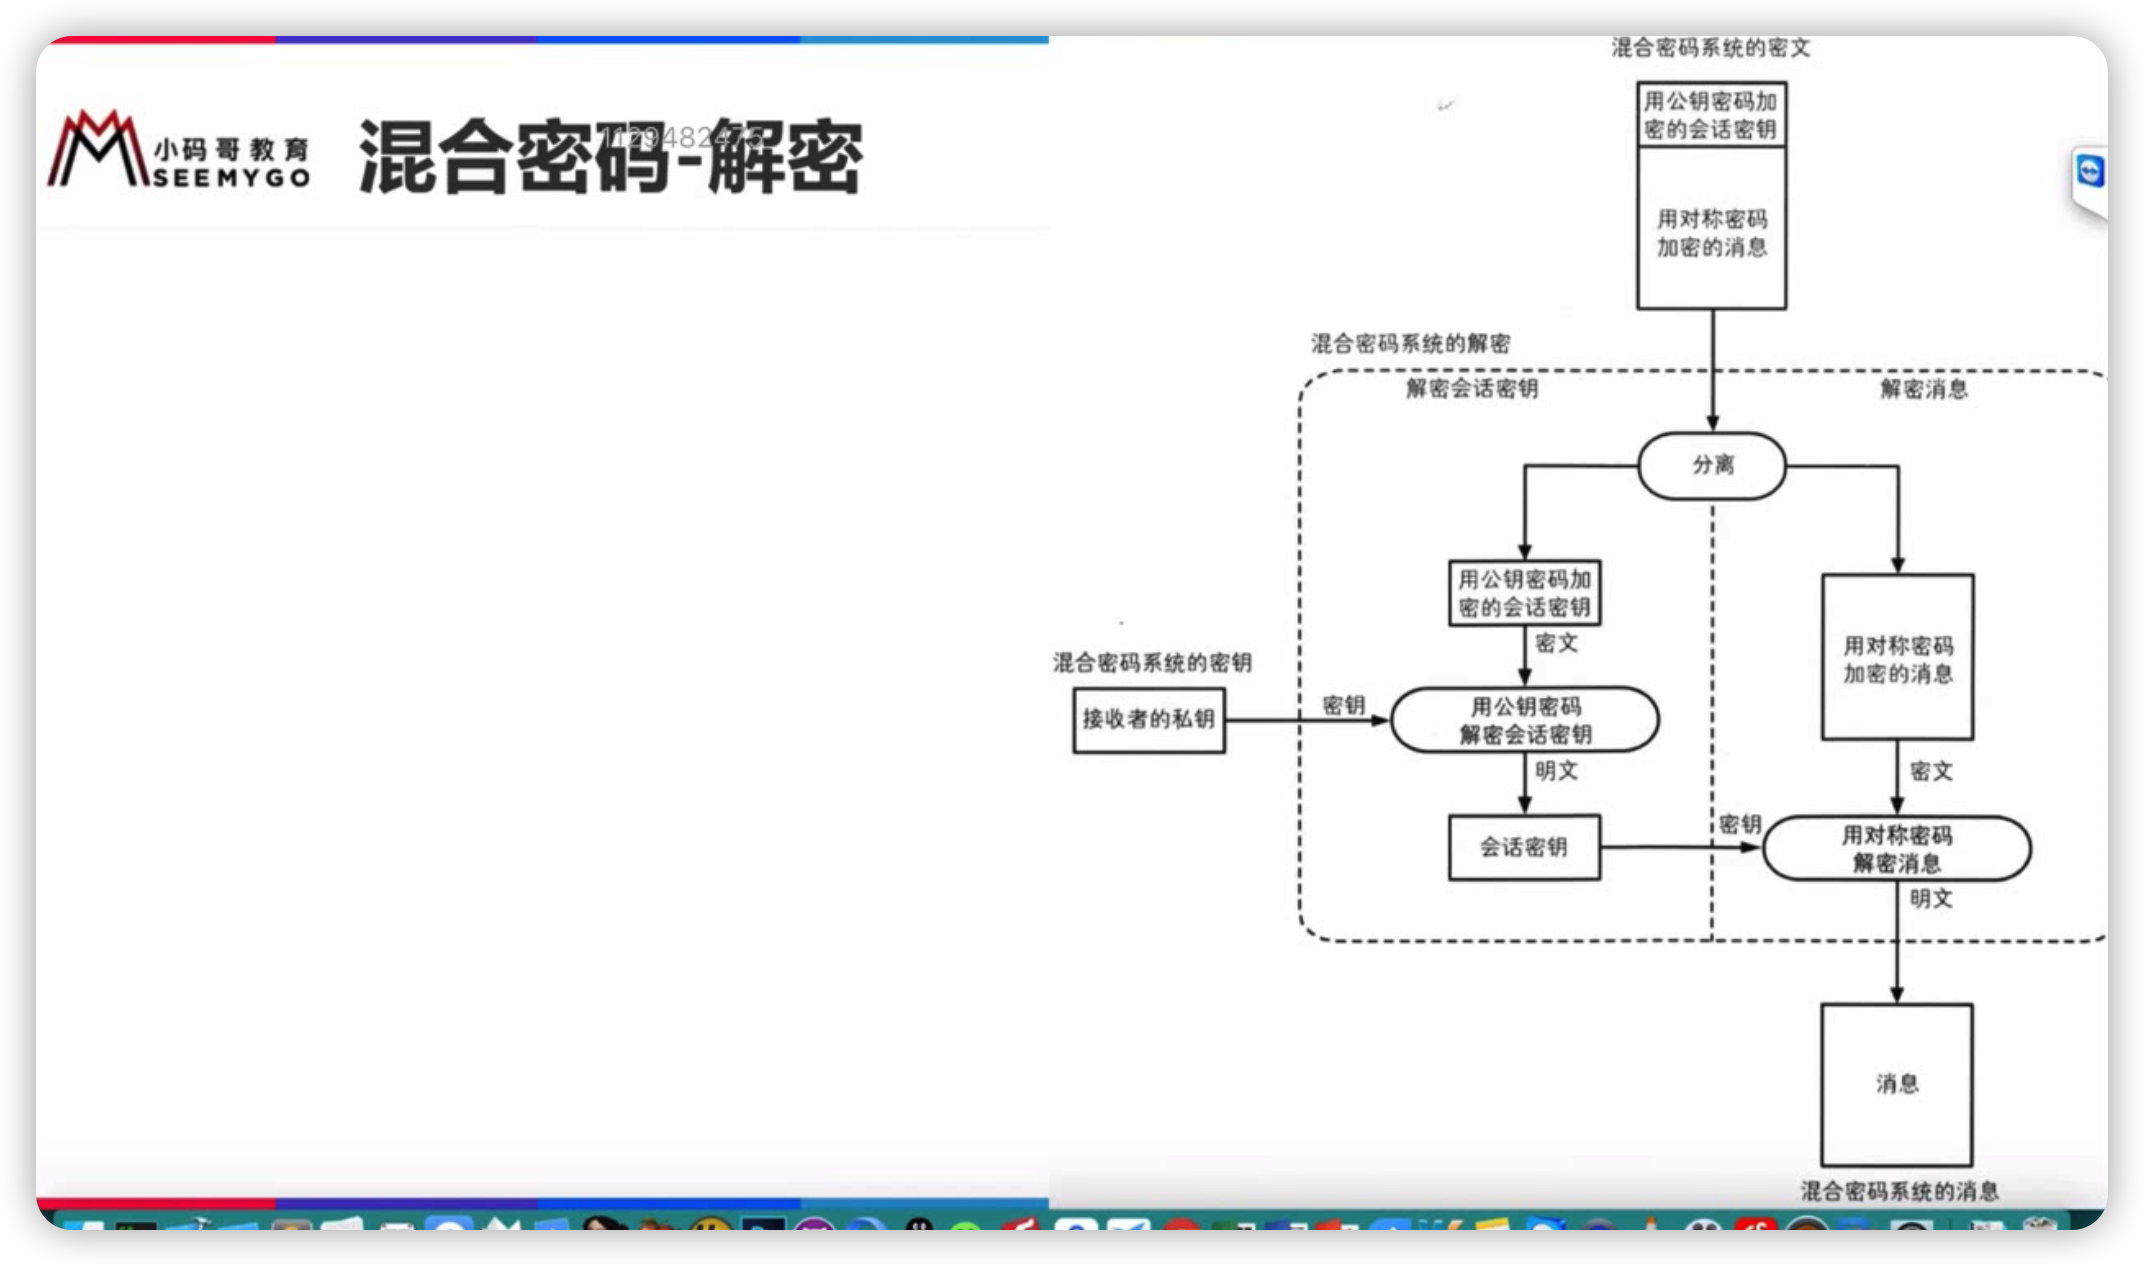 小码哥教育
SEEMYGO
混合密码-解密
1129482475
混合密码系统的密文
用公钥密码加
密的会话密钥
用对称密码
加密的消息
混合密码系统的解密
解密会话密钥
解密消息
分离
用公钥密码加
密的会话密钥
密文
用对称密码
加密的消息
混合密码系统的密钥
接收者的私钥
密钥
用公钥密码
解密会话密钥
明文
密文
会话密钥
密钥
用对称密码
解密消息
明文
消息
混合密码系统的消息